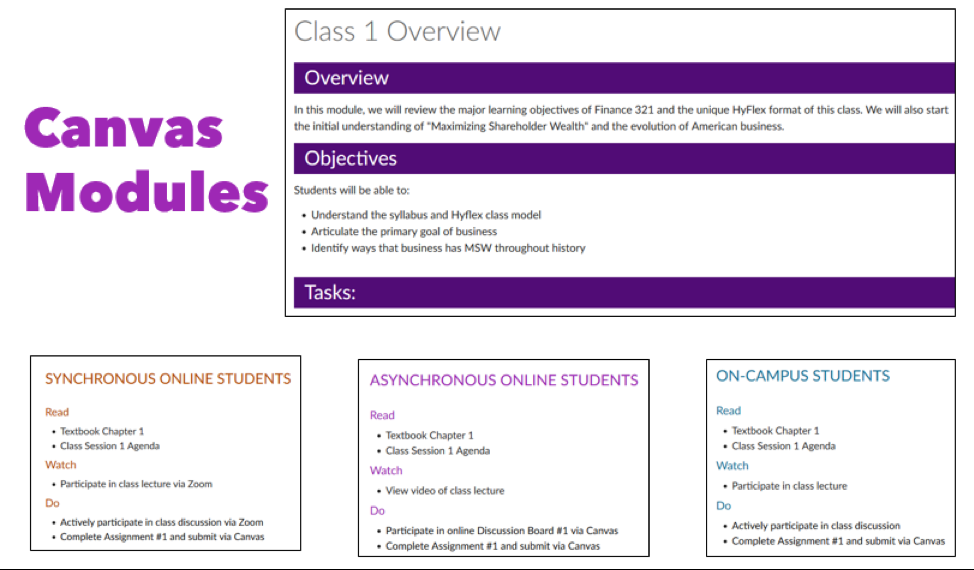 Canvas
Modules
Class 1 Overview
Overview
In this module, we will review the major learning objectives of Finance 321 and the unique HyFlex format of this class. We will also start
the initial understanding of "Maximizing Shareholder Wealth" and the evolution of American business.
Objectives
Students will be able to:
• Understand the syllabus and Hyflex class model
• Articulate the primary goal of business
• Identify ways that business has MSW throughout history
Tasks:
SYNCHRONOUS ONLINE STUDENTS
Read
• Textbook Chapter 1
• Class Session 1 Agenda
Watch
• Participate in class lecture via Zoom
Do
• Actively participate in class discussion via Zoom
• Complete Assignment #1 and submit via Canvas
ASYNCHRONOUS ONLINE STUDENTS
Read
• Textbook Chapter 1
• Class Session 1 Agenda
Watch
• View video of class lecture
Do
• Participate in online Discussion Board #1 via Canvas
• Complete Assignment #1 and submit via Canvas
ON-CAMPUS STUDENTS
Read
• Textbook Chapter 1
• Class Session 1 Agenda
Watch
• Participate in class lecture
Do
• Actively participate in class discussion
• Complete Assignment #1 and submit via Canvas